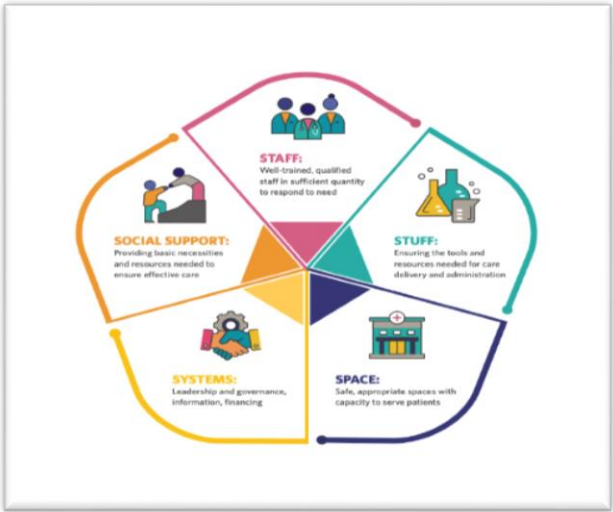 STAFF:
Well-trained, qualified
staff in sufficient quantity
to respond to need
SOCIAL SUPPORT:
Providing basic necessities
and resources needed to
ensure effective care
STUFF:
Ensuring the tools and
resources needed for care
delivery and administration
SYSTEMS:
Leadership and governance,
information, financing
SPACE:
Safe, appropriate spaces with
capacity to serve patients